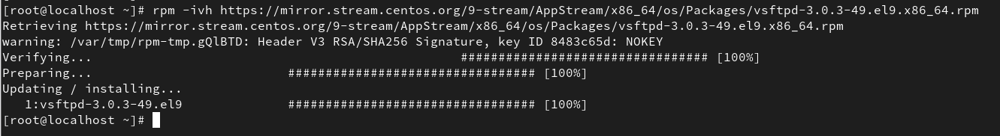 [root@localhost ~]# rpm -ivh https://mirror.stream.centos.org/9-stream/AppStream/x86_64/os/Packages/vsftpd-3.0.3-49.el9.x86_64.rpm
Retrieving https://mirror.stream.centos.org/9-stream/AppStream/x86_64/os/Packages/vsftpd-3.0.3-49.el9.x86_64.rpm
warning: /var/tmp/rpm-tmp.gQlBTD: Header V3 RSA/SHA256 Signature, key ID 8483c65d: NOKEY
Verifying...                          ################################# [100%]
Preparing...                          ################################# [100%]
Updating / installing...
   1:vsftpd-3.0.3-49.el9              ################################# [100%]
[root@localhost ~]#